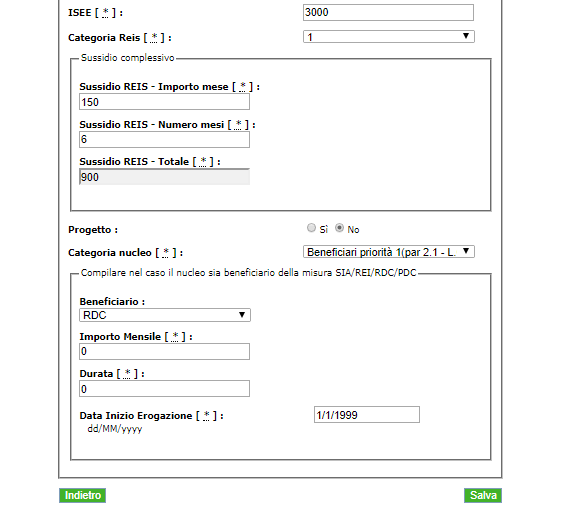 ISEE [ * ] : 3000
Categoria Reis [ * ] : 1
Sussidio complessivo
Sussidio REIS - Importo mese [ * ] :
150
Sussidio REIS - Numero mesi [ * ] :
6
Sussidio REIS - Totale [ * ] :
900
Progetto : Sì No
Categoria nucleo [ * ] : Beneficiari priorità 1(par 2.1 - L.
Compilare nel caso il nucleo sia beneficiario della misura SIA/REI/RDC/PDC
Beneficiario :
RDC
Importo Mensile [ * ] :
0
Durata [ * ] :
0
Data Inizio Erogazione [ * ] : 1/1/1999
dd/MM/yyyy
Indietro Salva